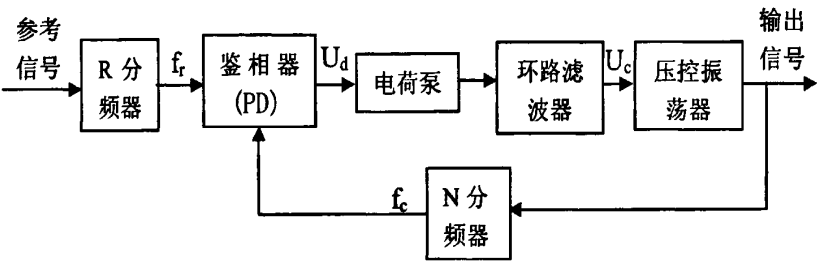 参考
信号
R 分
频器
f_r
鉴相器
(PD)
U_d
电荷泵
环路滤
波器
U_c
压控振
荡器
输出
信号
f_c
N 分
频器